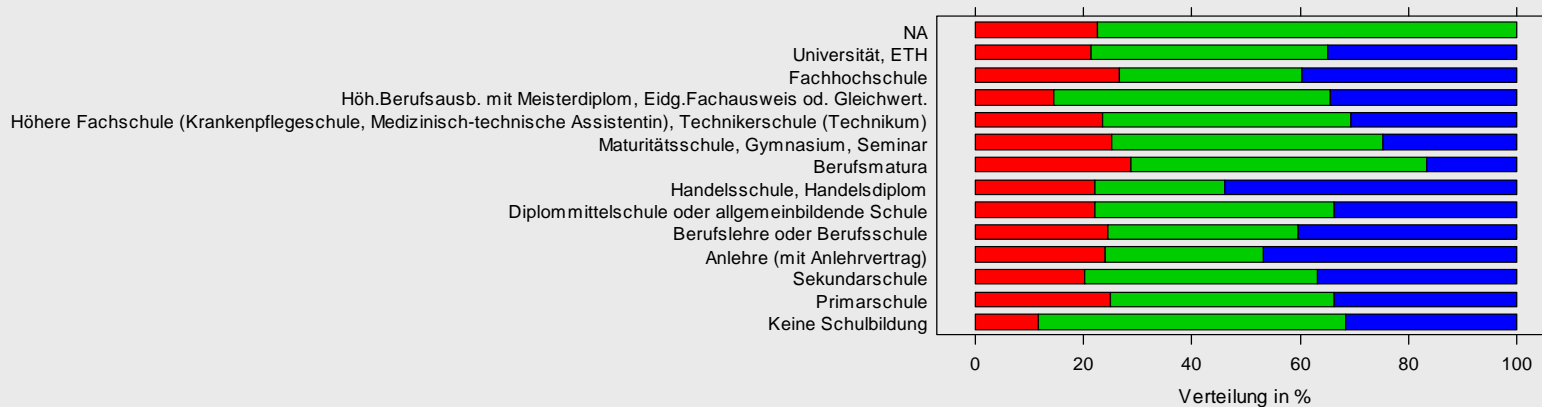 NA
Universität, ETH
Fachhochschule
Höh.Berufsausb. mit Meisterdiplom, Eidg.Fachausweis od. Gleichwert.
Höhere Fachschule (Krankenpflegeschule, Medizinisch-technische Assistentin), Technikerschule (Technikum)
Maturitätsschule, Gymnasium, Seminar
Berufsmatura
Handelsschule, Handelsdiplom
Diplommittelschule oder allgemeinbildende Schule
Berufslehre oder Berufsschule
Anlehre (mit Anlehrvertrag)
Sekundarschule
Primarschule
Keine Schulbildung
0 20 40 60 80 100
Verteilung in %